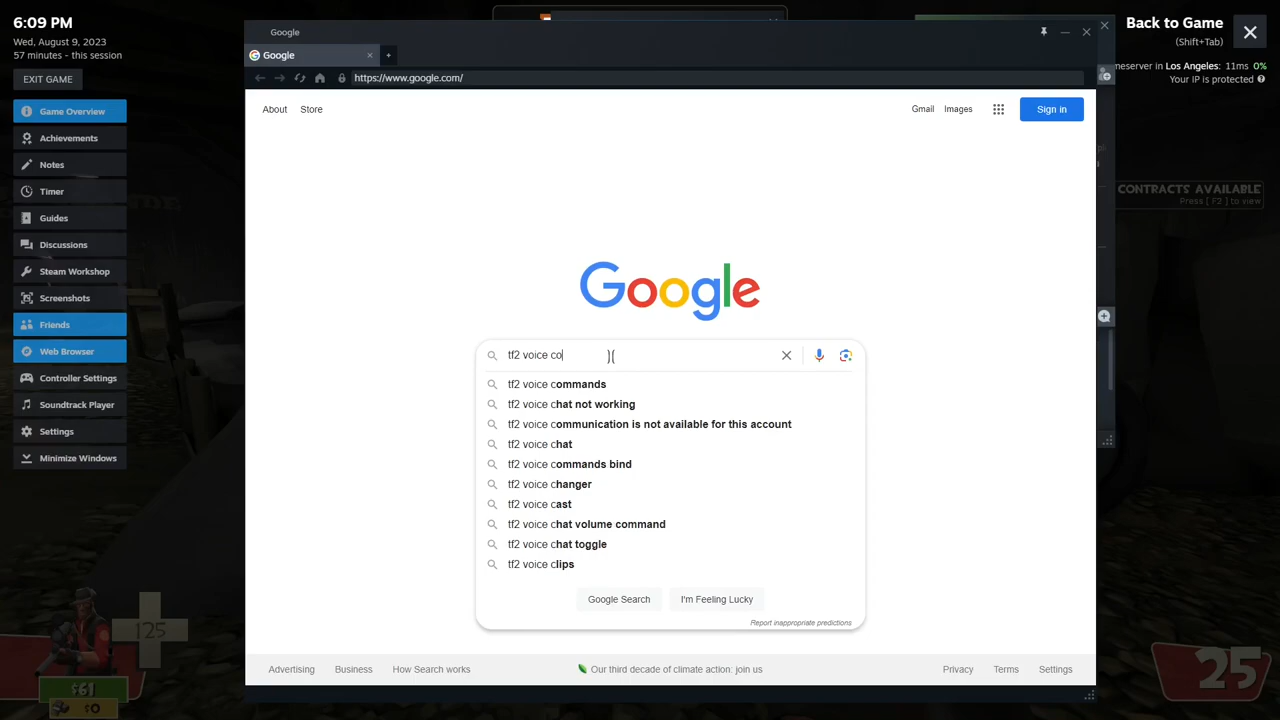 6:09 PM
Wed, August 9, 2023
57 minutes - this session
EXIT GAME
Game Overview
Achievements
Notes
Timer
Guides
Discussions
Steam Workshop
Screenshots
Friends
Web Browser
Controller Settings
Soundtrack Player
Settings
Minimize Windows
Google
Google
https://www.google.com/
About
Store
Gmail
Images
Sign in
Google
tf2 voice co
tf2 voice commands
tf2 voice chat not working
tf2 voice communication is not available for this account
tf2 voice chat
tf2 voice commands bind
tf2 voice changer
tf2 voice cast
tf2 voice chat volume command
tf2 voice chat toggle
tf2 voice clips
Google Search
I'm Feeling Lucky
Report inappropriate predictions
Advertising
Business
How Search works
Our third decade of climate action: join us
Privacy
Terms
Settings
Back to Game
(Shift+Tab)
meserver in Los Angeles: 11ms 0%
Your IP is protected
CONTRACTS AVAILABLE
Press [ F2 ] to view
125
$61
$0
25